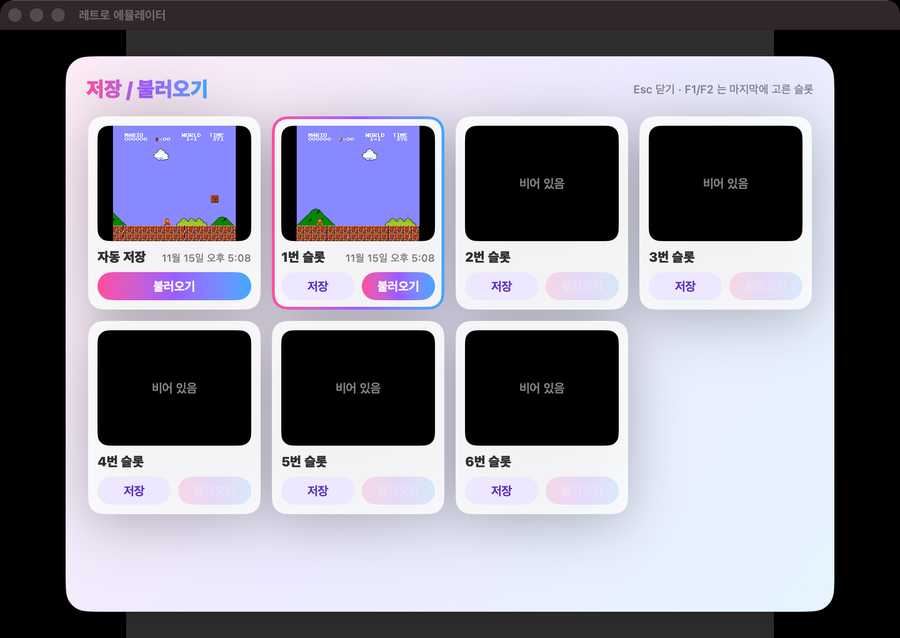 레트로 에뮬레이터
저장 / 불러오기
Esc 닫기 · F1/F2 는 마지막에 고른 슬롯
MARIO WORLD TIME
000000 ×00 1-1 371
MARIO WORLD TIME
000000 ×00 1-1 376
비어 있음
비어 있음
자동 저장 11월 15일 오후 5:08
1번 슬롯 11월 15일 오후 5:08
2번 슬롯
3번 슬롯
불러오기
저장 불러오기
저장 불러오기
저장 불러오기
비어 있음
비어 있음
비어 있음
4번 슬롯
5번 슬롯
6번 슬롯
저장 불러오기
저장 불러오기
저장 불러오기